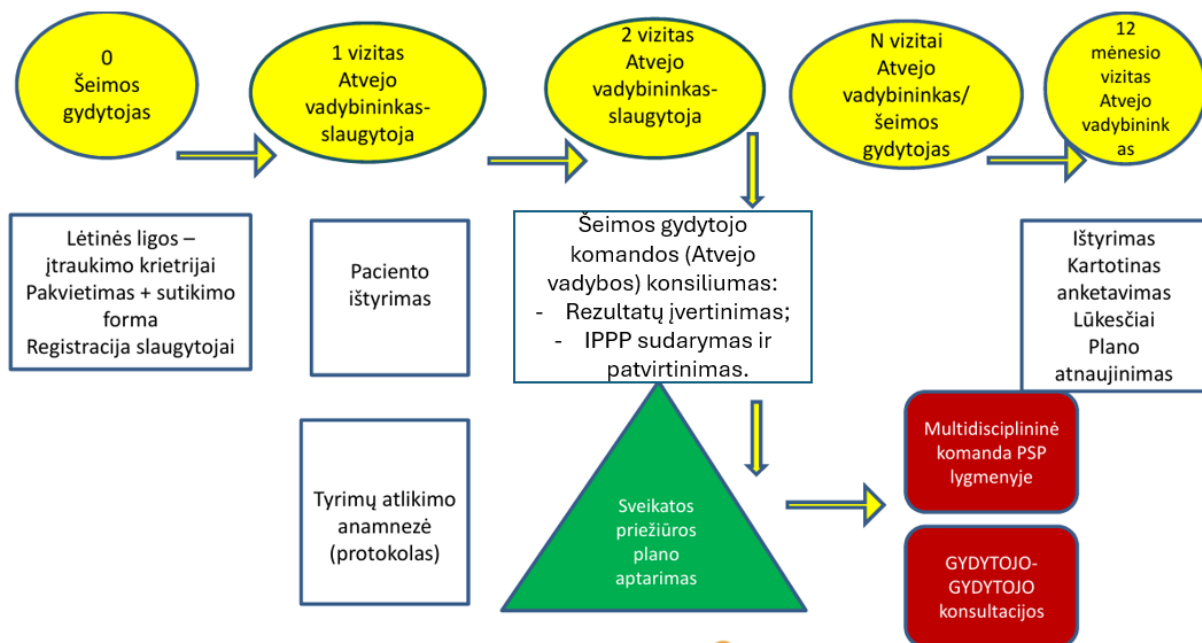 0
Šeimos
gydytojas
1 vizitas
Atvejo
vadybininkas-
slaugytoja
2 vizitas
Atvejo
vadybininkas-
slaugytoja
N vizitai
Atvejo
vadybininkas/
šeimos
gydytojas
12
mėnesio
vizitas
Atvejo
vadybinink
as
Lėtinės ligos –
įtraukimo krietrijai
Pakvietimas + sutikimo
forma
Registracija slaugytojai
Paciento
ištyrimas
Šeimos gydytojo
komandos (Atvejo
vadybos) konsiliumas:
- Rezultatų įvertinimas;
- IPPP sudarymas ir
patvirtinimas.
Ištyrimas
Kartotinas
anketavimas
Lūkesčiai
Plano
atnaujinimas
Tyrimų atlikimo
anamnezė
(protokolas)
Sveikatos
priežiūros
plano
aptarimas
Multidisciplininė
komanda PSP
lygmenyje
GYDYTOJO-
GYDYTOJO
konsultacijos